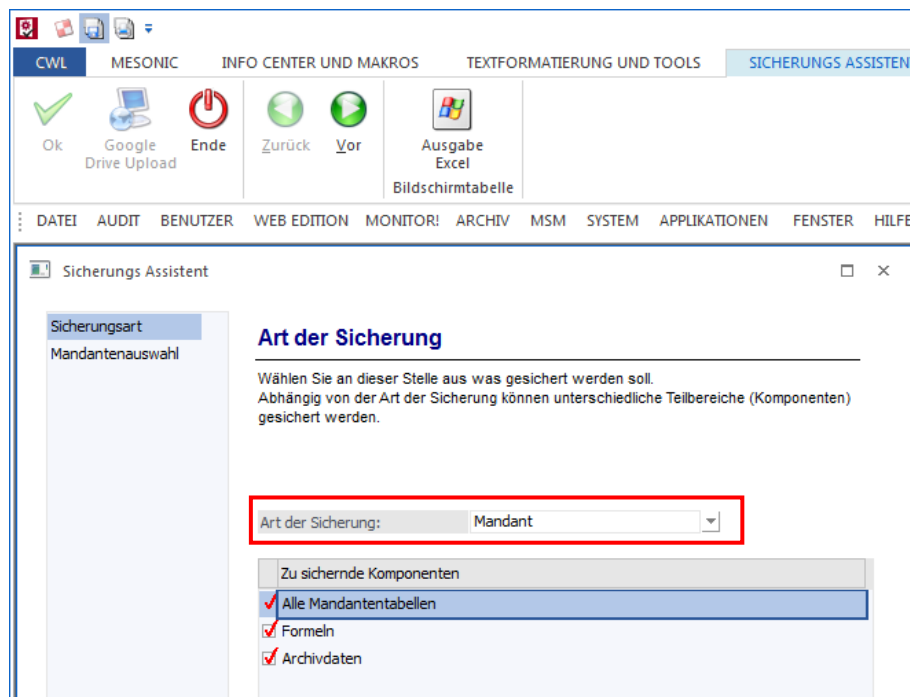 CWL MESONIC INFO CENTER UND MAKROS TEXTFORMATIERUNG UND TOOLS SICHERUNGS ASSISTEN
Ok Google Drive Upload Ende Zurück Vor Ausgabe Excel
Bildschirmtabelle
DATEI AUDIT BENUTZER WEB EDITION MONITOR! ARCHIV MSM SYSTEM APPLIKATIONEN FENSTER HILFE
Sicherungs Assistent
Sicherungsart
Mandantenauswahl
Art der Sicherung
Wählen Sie an dieser Stelle aus was gesichert werden soll.
Abhängig von der Art der Sicherung können unterschiedliche Teilbereiche (Komponenten)
gesichert werden.
Art der Sicherung: Mandant
Zu sichernde Komponenten
Alle Mandantentabellen
Formeln
Archivdaten